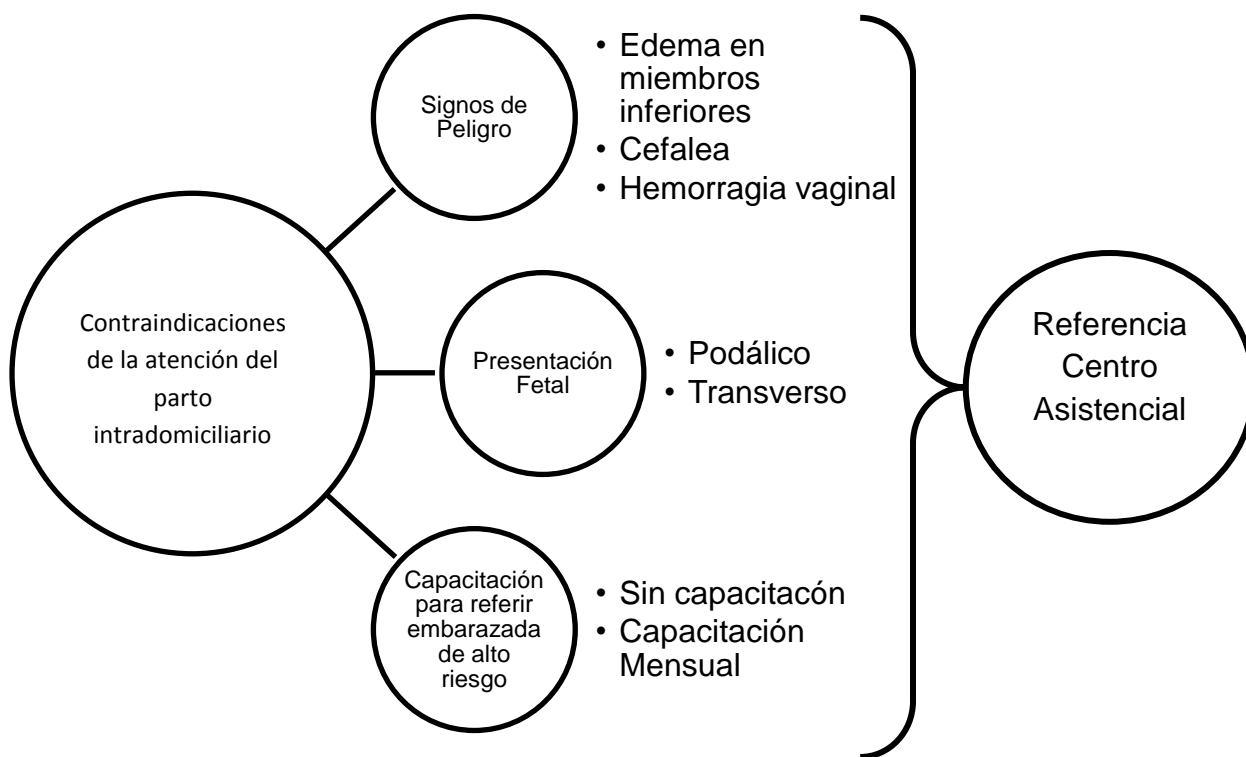 Contraindicaciones
de la atención del
parto
intradomiciliario
Signos de
Peligro
• Edema en
miembros
inferiores
• Cefalea
• Hemorragia vaginal
Presentación
Fetal
• Podálico
• Transverso
Capacitación
para referir
embarazada
de alto
riesgo
• Sin capacitacón
• Capacitación
Mensual
Referencia
Centro
Asistencial